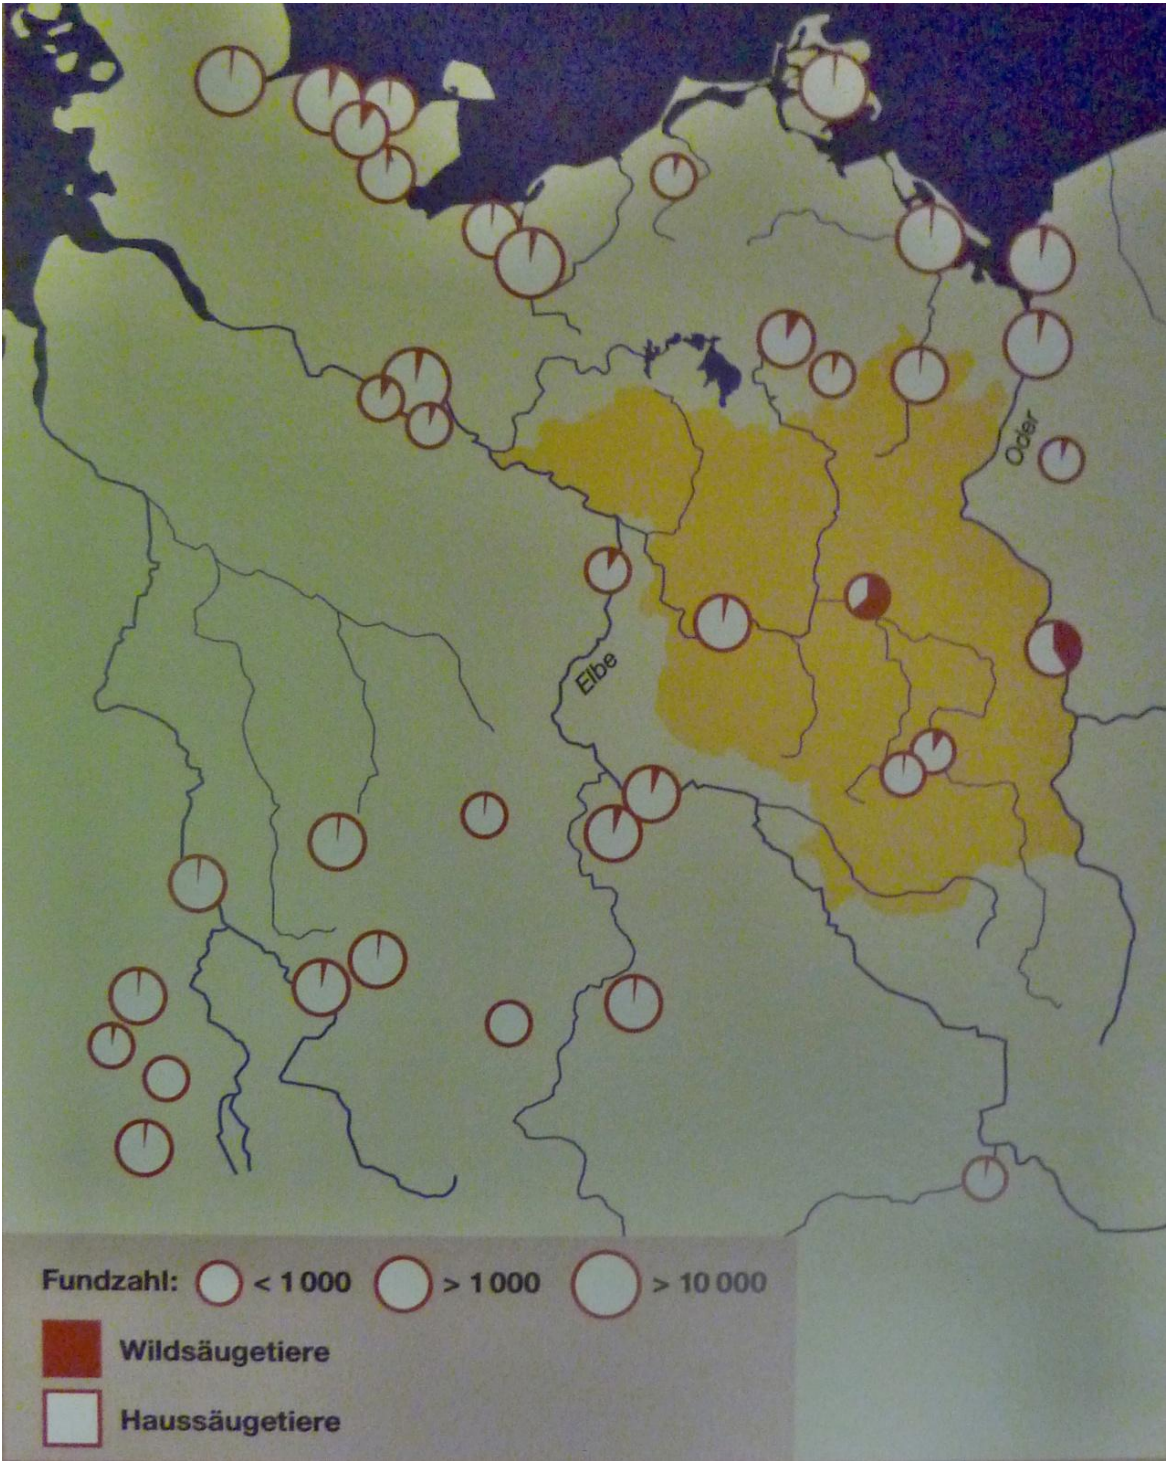 Oder
Elbe
Fundzahl: < 1 000 > 1 000 > 10 000
Wildsäugetiere
Haussäugetiere